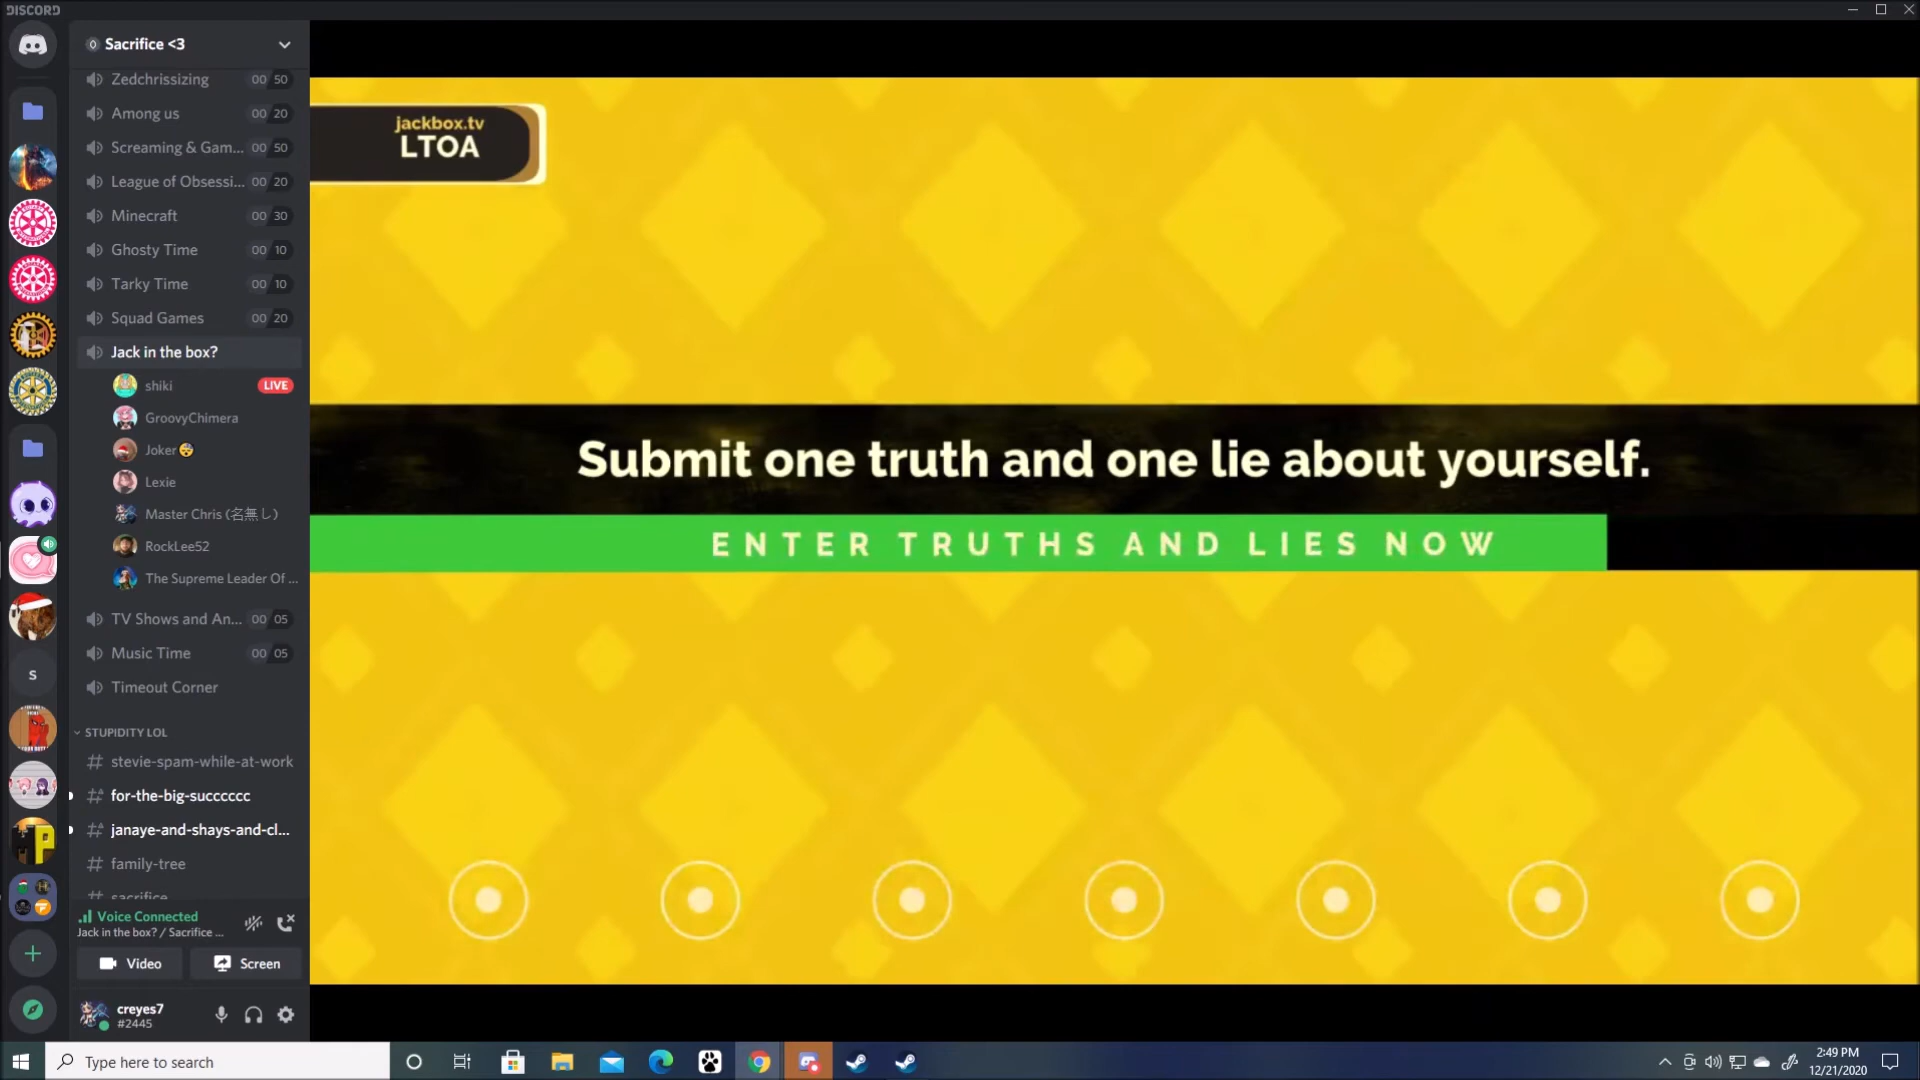 DISCORD
Sacrifice <3
Zedchrissizing 00 50
Among us 00 20
Screaming & Gam... 00 50
League of Obsessi... 00 20
Minecraft 00 30
Ghosty Time 00 10
Tarky Time 00 10
Squad Games 00 20
Jack in the box?
shiki LIVE
GroovyChimera
Joker😴
Lexie
Master Chris (名無し)
RockLee52
The Supreme Leader Of ...
TV Shows and An... 00 05
Music Time 00 05
Timeout Corner
STUPIDITY LOL
# stevie-spam-while-at-work
# for-the-big-succcccc
# janaye-and-shays-and-cl...
# family-tree
# sacrifice
S
P
Voice Connected
Jack in the box? / Sacrifice ...
Video Screen
creyes7
#2445
jackbox.tv
LTOA
Submit one truth and one lie about yourself.
ENTER TRUTHS AND LIES NOW
Type here to search
2:49 PM
12/21/2020